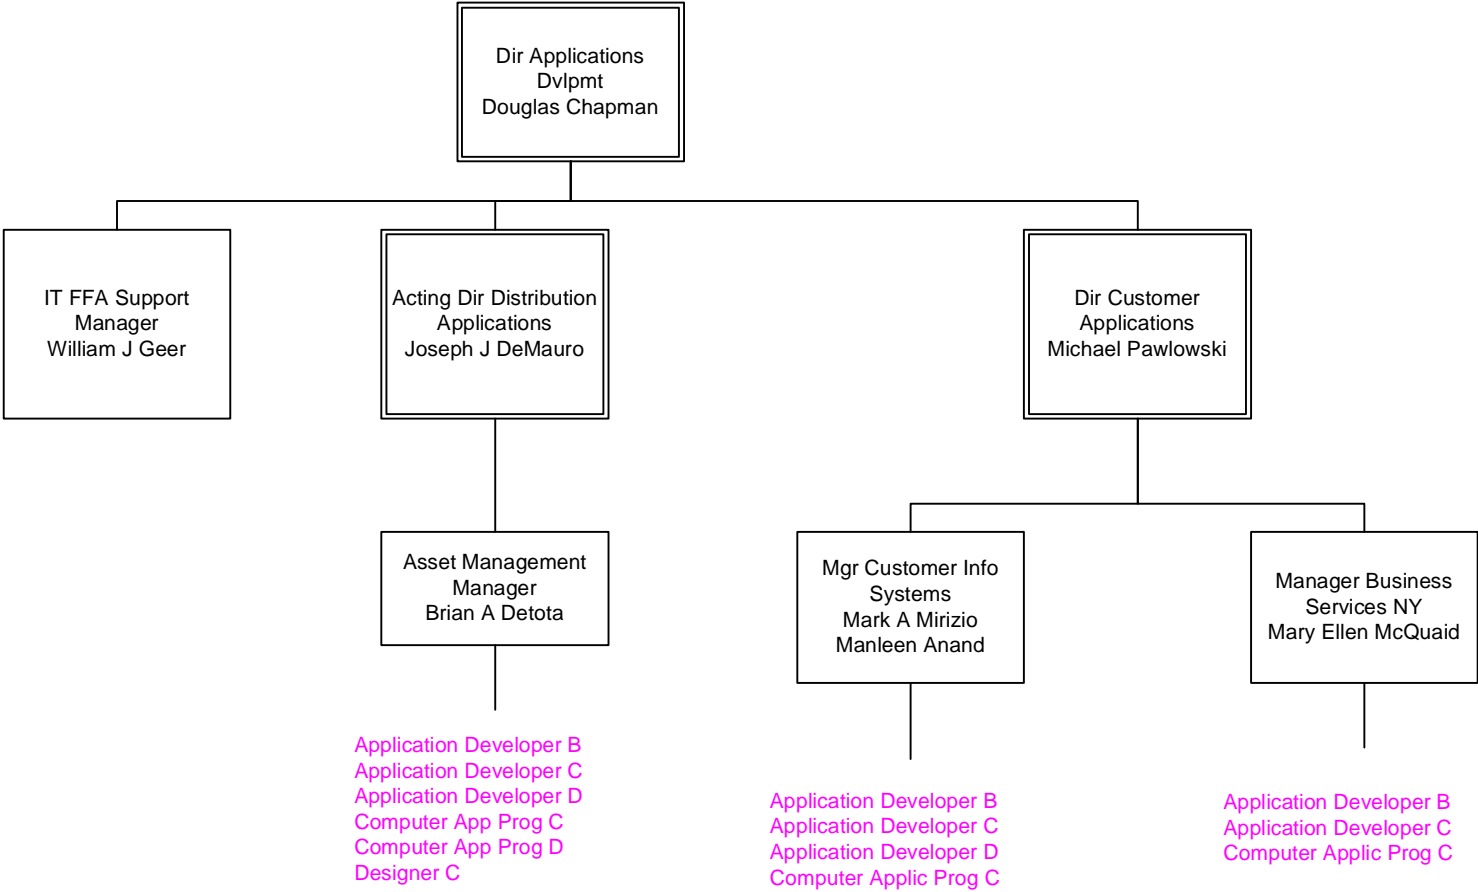 Dir Applications
Dvlpmt
Douglas Chapman
IT FFA Support
Manager
William J Geer
Acting Dir Distribution
Applications
Joseph J DeMauro
Dir Customer
Applications
Michael Pawlowski
Asset Management
Manager
Brian A Detota
Mgr Customer Info
Systems
Mark A Mirizio
Manleen Anand
Manager Business
Services NY
Mary Ellen McQuaid
Application Developer B
Application Developer C
Application Developer D
Computer App Prog C
Computer App Prog D
Designer C
Application Developer B
Application Developer C
Application Developer D
Computer Applic Prog C
Application Developer B
Application Developer C
Computer Applic Prog C